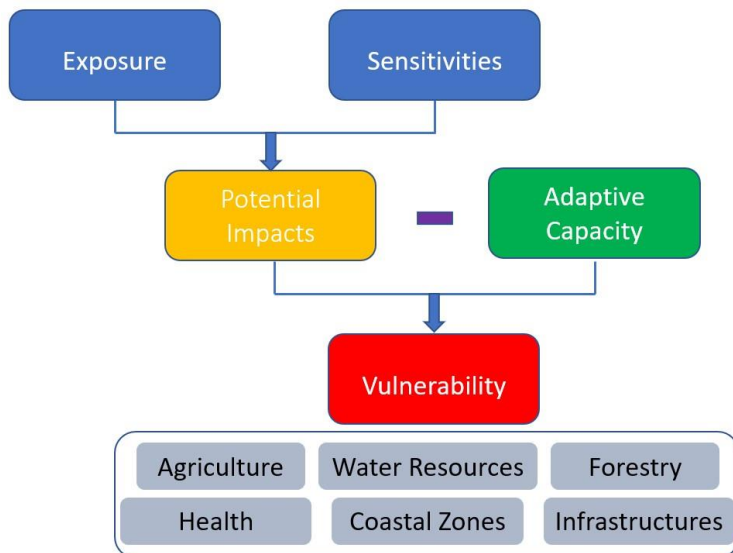 Exposure
Sensitivities
Potential
Impacts
Adaptive
Capacity
Vulnerability
Agriculture
Water Resources
Forestry
Health
Coastal Zones
Infrastructures